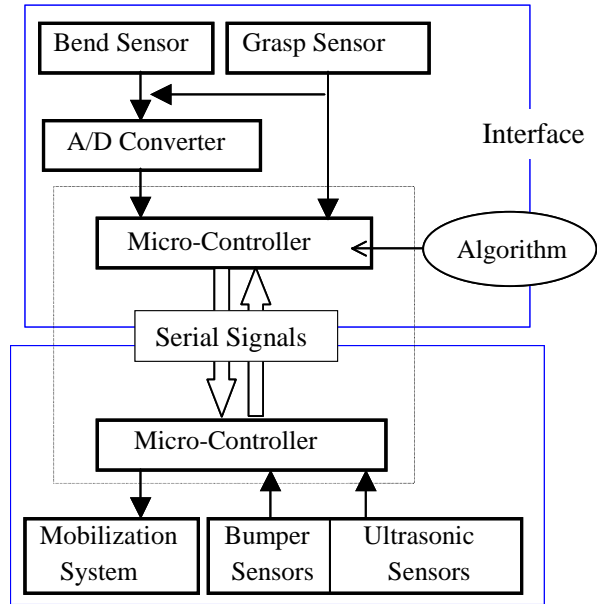 Bend Sensor
Grasp Sensor
A/D Converter
Interface
Micro-Controller
Algorithm
Serial Signals
Micro-Controller
Mobilization
System
Bumper
Sensors
Ultrasonic
Sensors